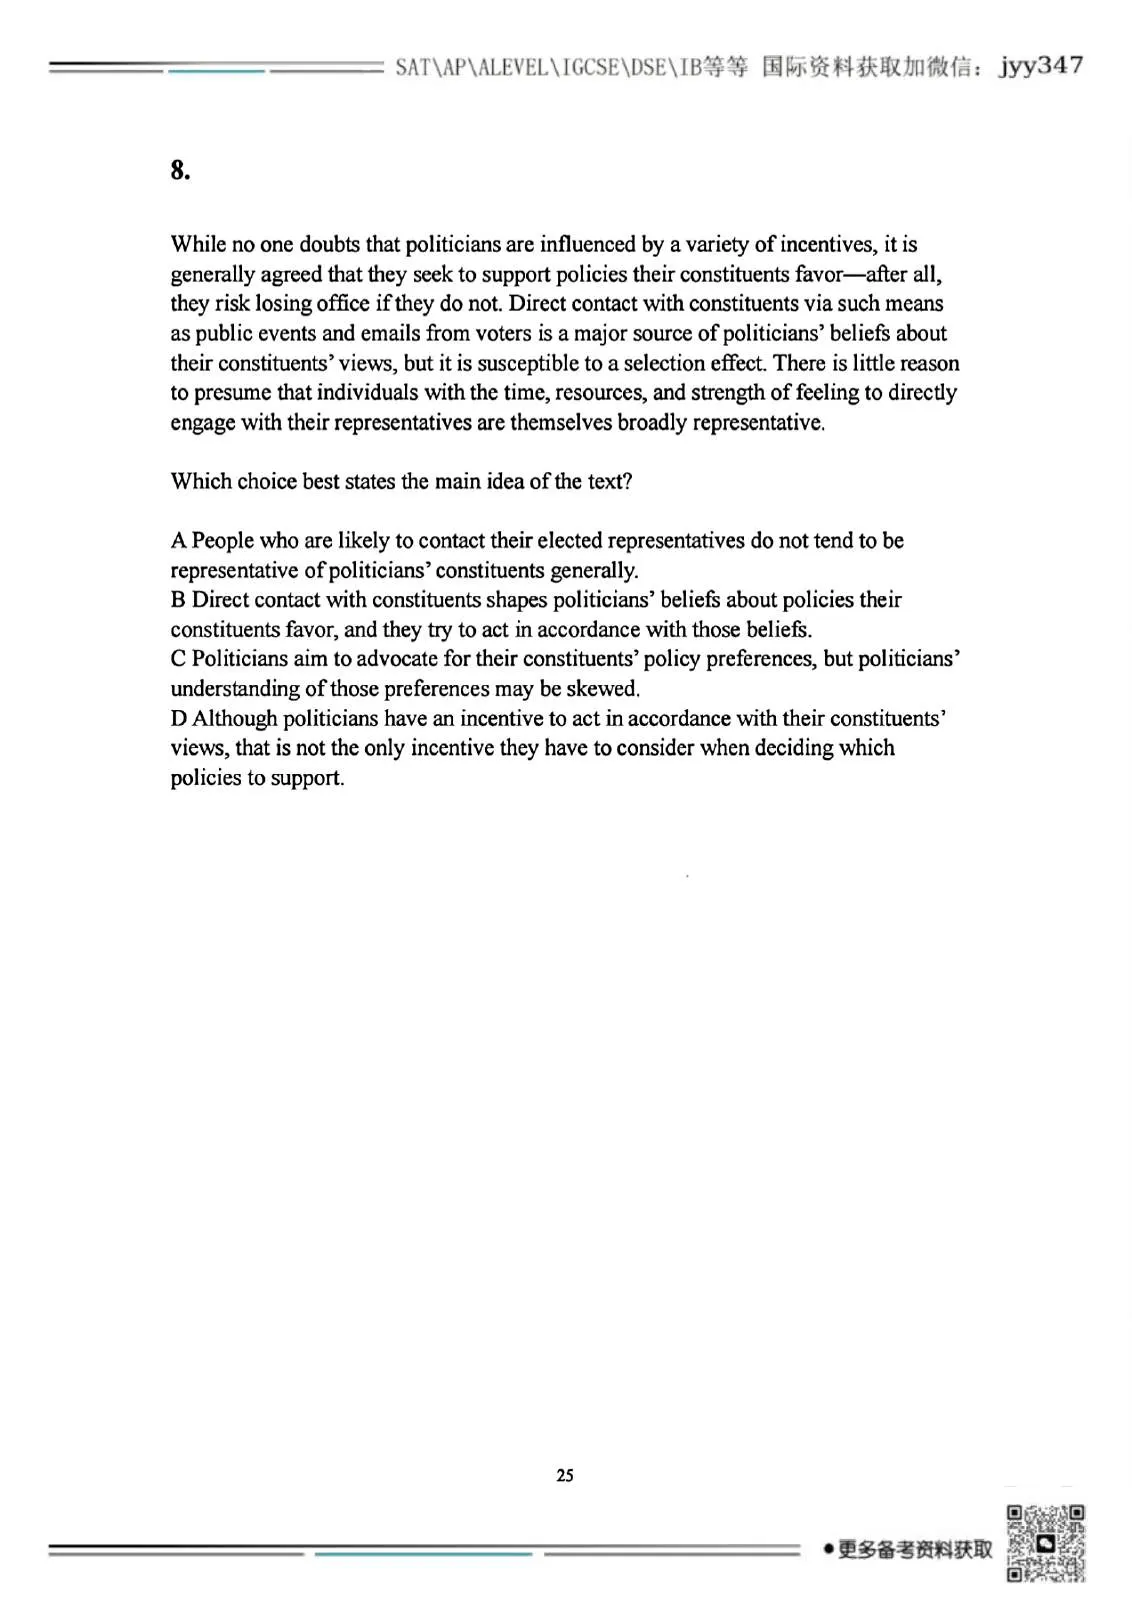 SAT\AP\ALEVEL\IGCSE\DSE\IB等等 国际资料获取加微信: jyy347
8.
While no one doubts that politicians are influenced by a variety of incentives, it is
generally agreed that they seek to support policies their constituents favor—after all,
they risk losing office if they do not. Direct contact with constituents via such means
as public events and emails from voters is a major source of politicians’ beliefs about
their constituents’ views, but it is susceptible to a selection effect. There is little reason
to presume that individuals with the time, resources, and strength of feeling to directly
engage with their representatives are themselves broadly representative.
Which choice best states the main idea of the text?
A People who are likely to contact their elected representatives do not tend to be
representative of politicians’ constituents generally.
B Direct contact with constituents shapes politicians’ beliefs about policies their
constituents favor, and they try to act in accordance with those beliefs.
C Politicians aim to advocate for their constituents’ policy preferences, but politicians’
understanding of those preferences may be skewed.
D Although politicians have an incentive to act in accordance with their constituents’
views, that is not the only incentive they have to consider when deciding which
policies to support.
25
●更多备考资料获取